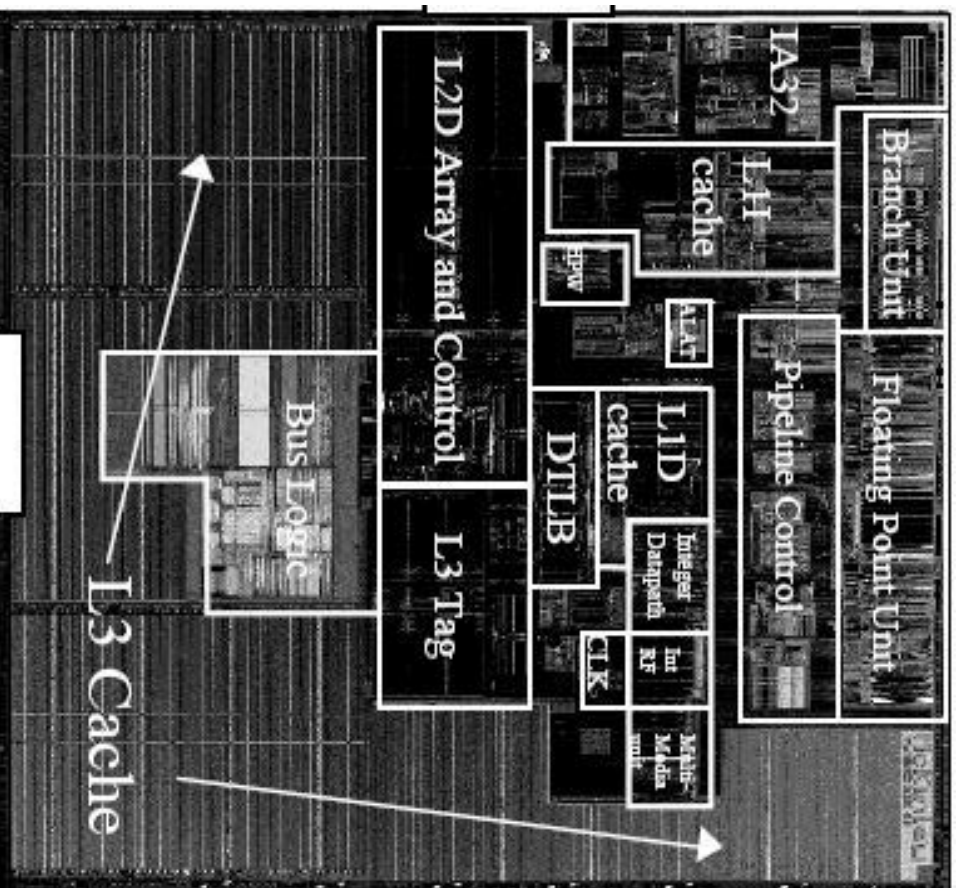 IA32
L1I
cache
Branch Unit
L2D Array and Control
HPW
ALAT
Pipeline Control
Floating Point Unit
L1D
cache
DTLB
Bus Logic
L3 Tag
Integer
Datapath
Int
RF
CLK
Multi-
Media
unit
L3 Cache